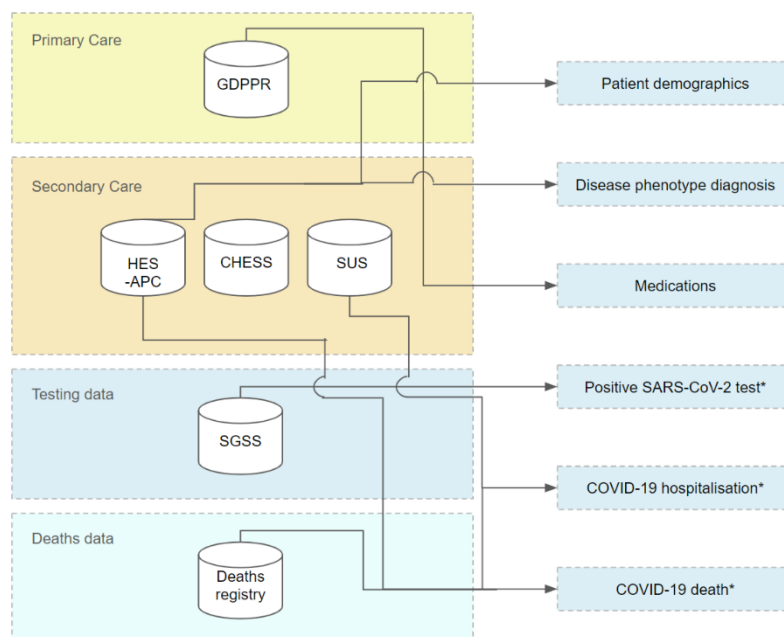 Primary Care
GDPPR
Patient demographics
Secondary Care
Disease phenotype diagnosis
HES
-APC
CHESS
SUS
Medications
Testing data
Positive SARS-CoV-2 test*
SGSS
COVID-19 hospitalisation*
Deaths data
Deaths
registry
COVID-19 death*